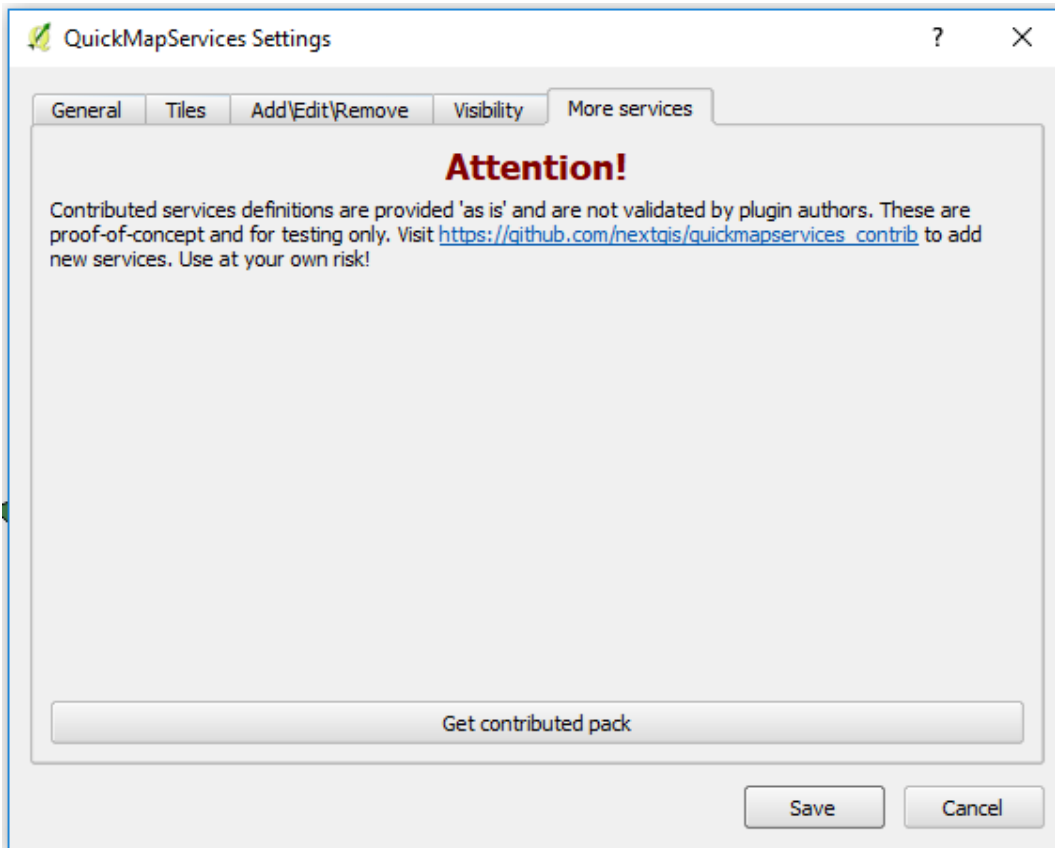 QuickMapServices Settings
? X
General Tiles Add\Edit\Remove Visibility More services
Attention!
Contributed services definitions are provided 'as is' and are not validated by plugin authors. These are
proof-of-concept and for testing only. Visit https://github.com/nextgis/quickmapservices_contrib to add
new services. Use at your own risk!
Get contributed pack
Save Cancel